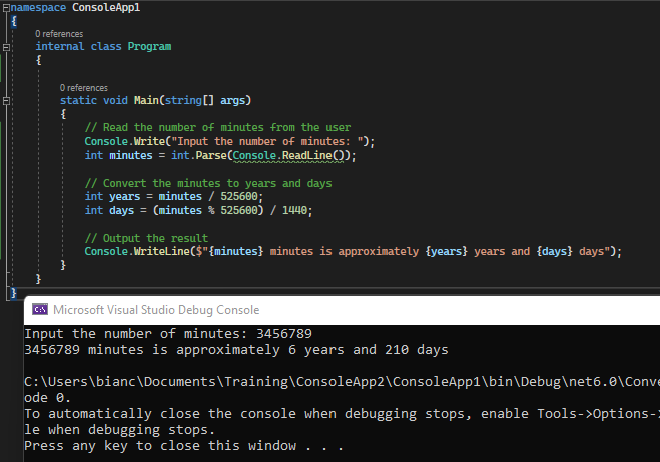 namespace ConsoleApp1
{
0 references
internal class Program
{
0 references
static void Main(string[] args)
{
// Read the number of minutes from the user
Console.Write("Input the number of minutes: ");
int minutes = int.Parse(Console.ReadLine());
// Convert the minutes to years and days
int years = minutes / 525600;
int days = (minutes % 525600) / 1440;
// Output the result
Console.WriteLine($"{minutes} minutes is approximately {years} years and {days} days");
}
}
}
C:\ Microsoft Visual Studio Debug Console
Input the number of minutes: 3456789
3456789 minutes is approximately 6 years and 210 days
C:\Users\bianc\Documents\Training\ConsoleApp2\ConsoleApp1\bin\Debug\net6.0\Conve
ode 0.
To automatically close the console when debugging stops, enable Tools->Options->
le when debugging stops.
Press any key to close this window . . .